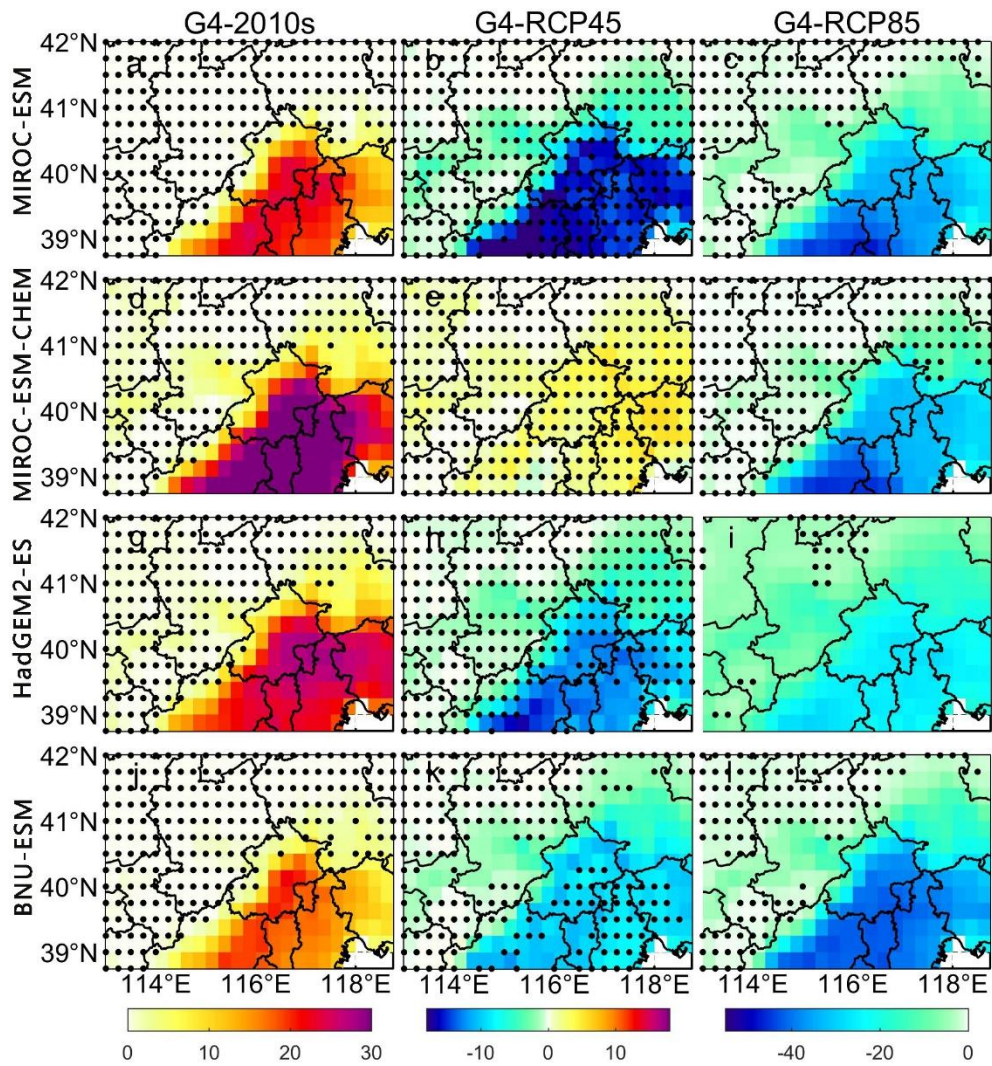 G4-2010s G4-RCP45 G4-RCP85
MIROC-ESM
42°N
41°N
40°N
39°N
a b c
MIROC-ESM-CHEM
42°N
41°N
40°N
39°N
d e f
HadGEM2-ES
42°N
41°N
40°N
39°N
g h i
BNU-ESM
42°N
41°N
40°N
39°N
j k l
114°E 116°E 118°E 114°E 116°E 118°E 114°E 116°E 118°E
0 10 20 30 -10 0 10 -40 -20 0